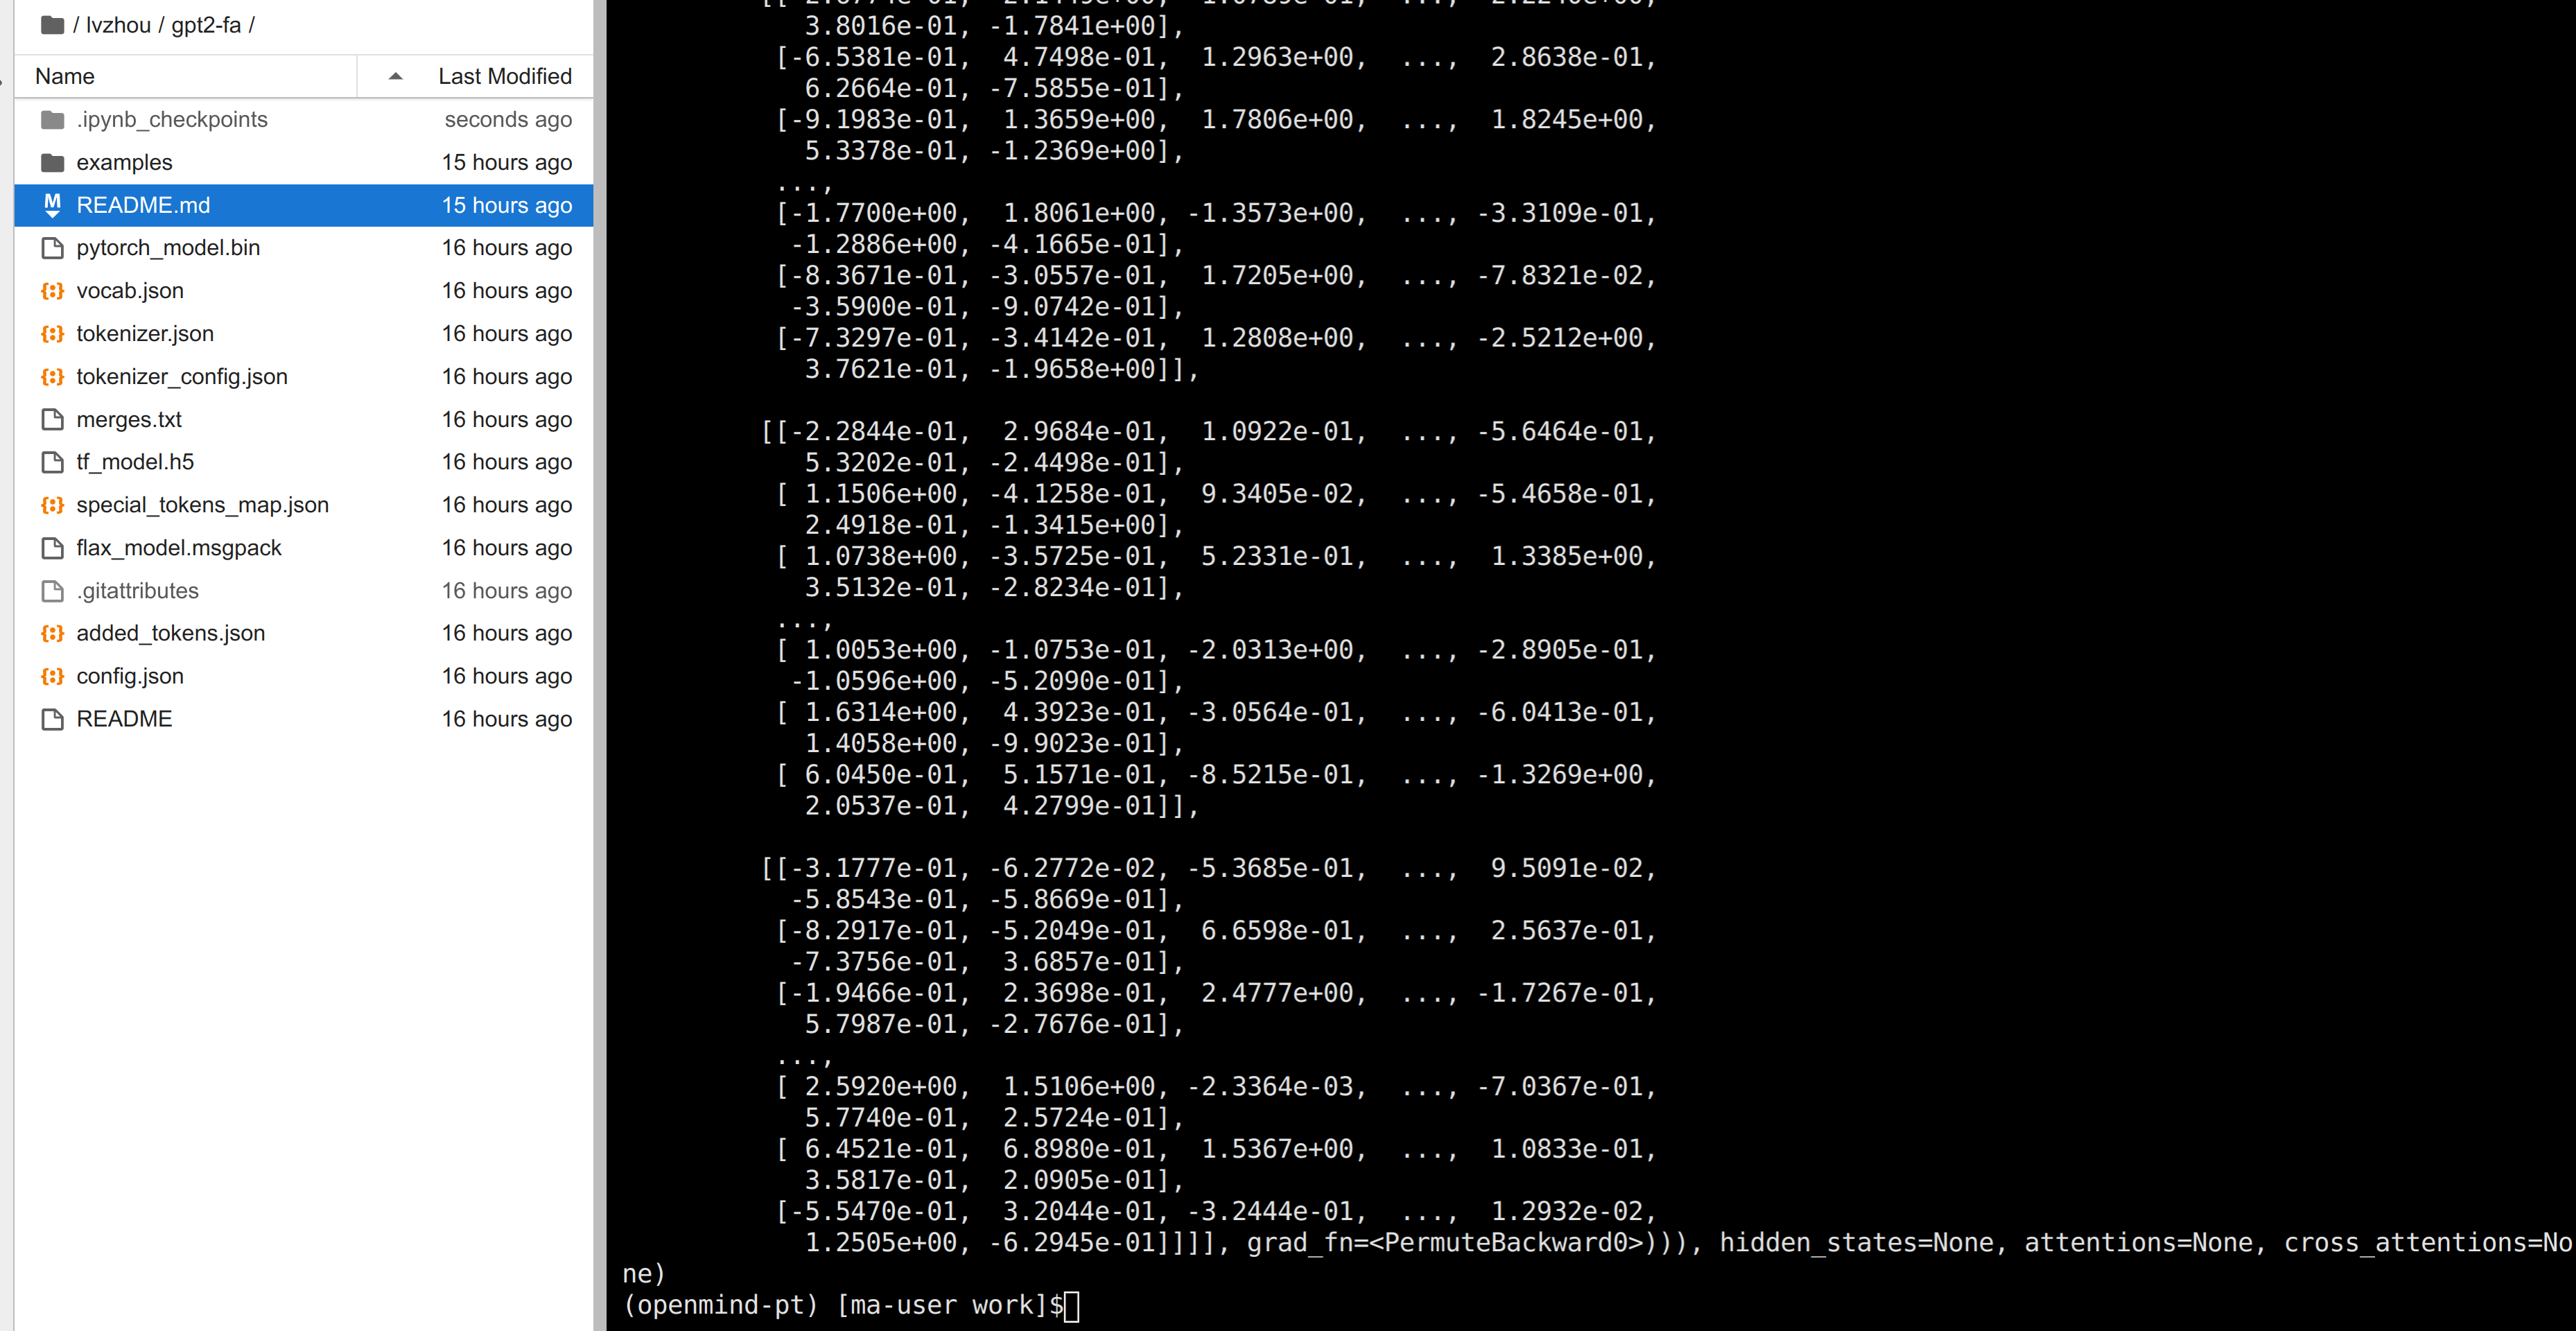 / lvzhou / gpt2-fa /
Name Last Modified
.ipynb_checkpoints seconds ago
examples 15 hours ago
README.md 15 hours ago
pytorch_model.bin 16 hours ago
vocab.json 16 hours ago
tokenizer.json 16 hours ago
tokenizer_config.json 16 hours ago
merges.txt 16 hours ago
tf_model.h5 16 hours ago
special_tokens_map.json 16 hours ago
flax_model.msgpack 16 hours ago
.gitattributes 16 hours ago
added_tokens.json 16 hours ago
config.json 16 hours ago
README 16 hours ago
3.8016e-01, -1.7841e+00],
[-6.5381e-01, 4.7498e-01, 1.2963e+00, ..., 2.8638e-01,
6.2664e-01, -7.5855e-01],
[-9.1983e-01, 1.3659e+00, 1.7806e+00, ..., 1.8245e+00,
5.3378e-01, -1.2369e+00],
...,
[-1.7700e+00, 1.8061e+00, -1.3573e+00, ..., -3.3109e-01,
-1.2886e+00, -4.1665e-01],
[-8.3671e-01, -3.0557e-01, 1.7205e+00, ..., -7.8321e-02,
-3.5900e-01, -9.0742e-01],
[-7.3297e-01, -3.4142e-01, 1.2808e+00, ..., -2.5212e+00,
3.7621e-01, -1.9658e+00]],
[[-2.2844e-01, 2.9684e-01, 1.0922e-01, ..., -5.6464e-01,
5.3202e-01, -2.4498e-01],
[ 1.1506e+00, -4.1258e-01, 9.3405e-02, ..., -5.4658e-01,
2.4918e-01, -1.3415e+00],
[ 1.0738e+00, -3.5725e-01, 5.2331e-01, ..., 1.3385e+00,
3.5132e-01, -2.8234e-01],
...,
[ 1.0053e+00, -1.0753e-01, -2.0313e+00, ..., -2.8905e-01,
-1.0596e+00, -5.2090e-01],
[ 1.6314e+00, 4.3923e-01, -3.0564e-01, ..., -6.0413e-01,
1.4058e+00, -9.9023e-01],
[ 6.0450e-01, 5.1571e-01, -8.5215e-01, ..., -1.3269e+00,
2.0537e-01, 4.2799e-01]],
[[-3.1777e-01, -6.2772e-02, -5.3685e-01, ..., 9.5091e-02,
-5.8543e-01, -5.8669e-01],
[-8.2917e-01, -5.2049e-01, 6.6598e-01, ..., 2.5637e-01,
-7.3756e-01, 3.6857e-01],
[-1.9466e-01, 2.3698e-01, 2.4777e+00, ..., -1.7267e-01,
5.7987e-01, -2.7676e-01],
...,
[ 2.5920e+00, 1.5106e+00, -2.3364e-03, ..., -7.0367e-01,
5.7740e-01, 2.5724e-01],
[ 6.4521e-01, 6.8980e-01, 1.5367e+00, ..., 1.0833e-01,
3.5817e-01, 2.0905e-01],
[-5.5470e-01, 3.2044e-01, -3.2444e-01, ..., 1.2932e-02,
1.2505e+00, -6.2945e-01]]]], grad_fn=<PermuteBackward0>))), hidden_states=None, attentions=None, cross_attentions=No
ne)
(openmind-pt) [ma-user work]$